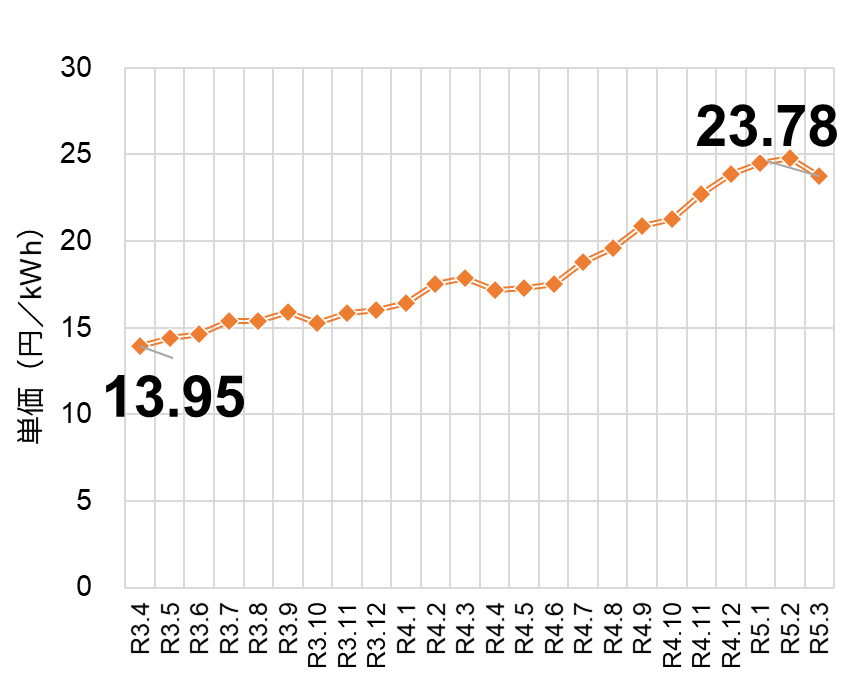 30
25
20
15
10
5
0
単価（円／kWh）
23.78
13.95
R3.4
R3.5
R3.6
R3.7
R3.8
R3.9
R3.10
R3.11
R3.12
R4.1
R4.2
R4.3
R4.4
R4.5
R4.6
R4.7
R4.8
R4.9
R4.10
R4.11
R4.12
R5.1
R5.2
R5.3